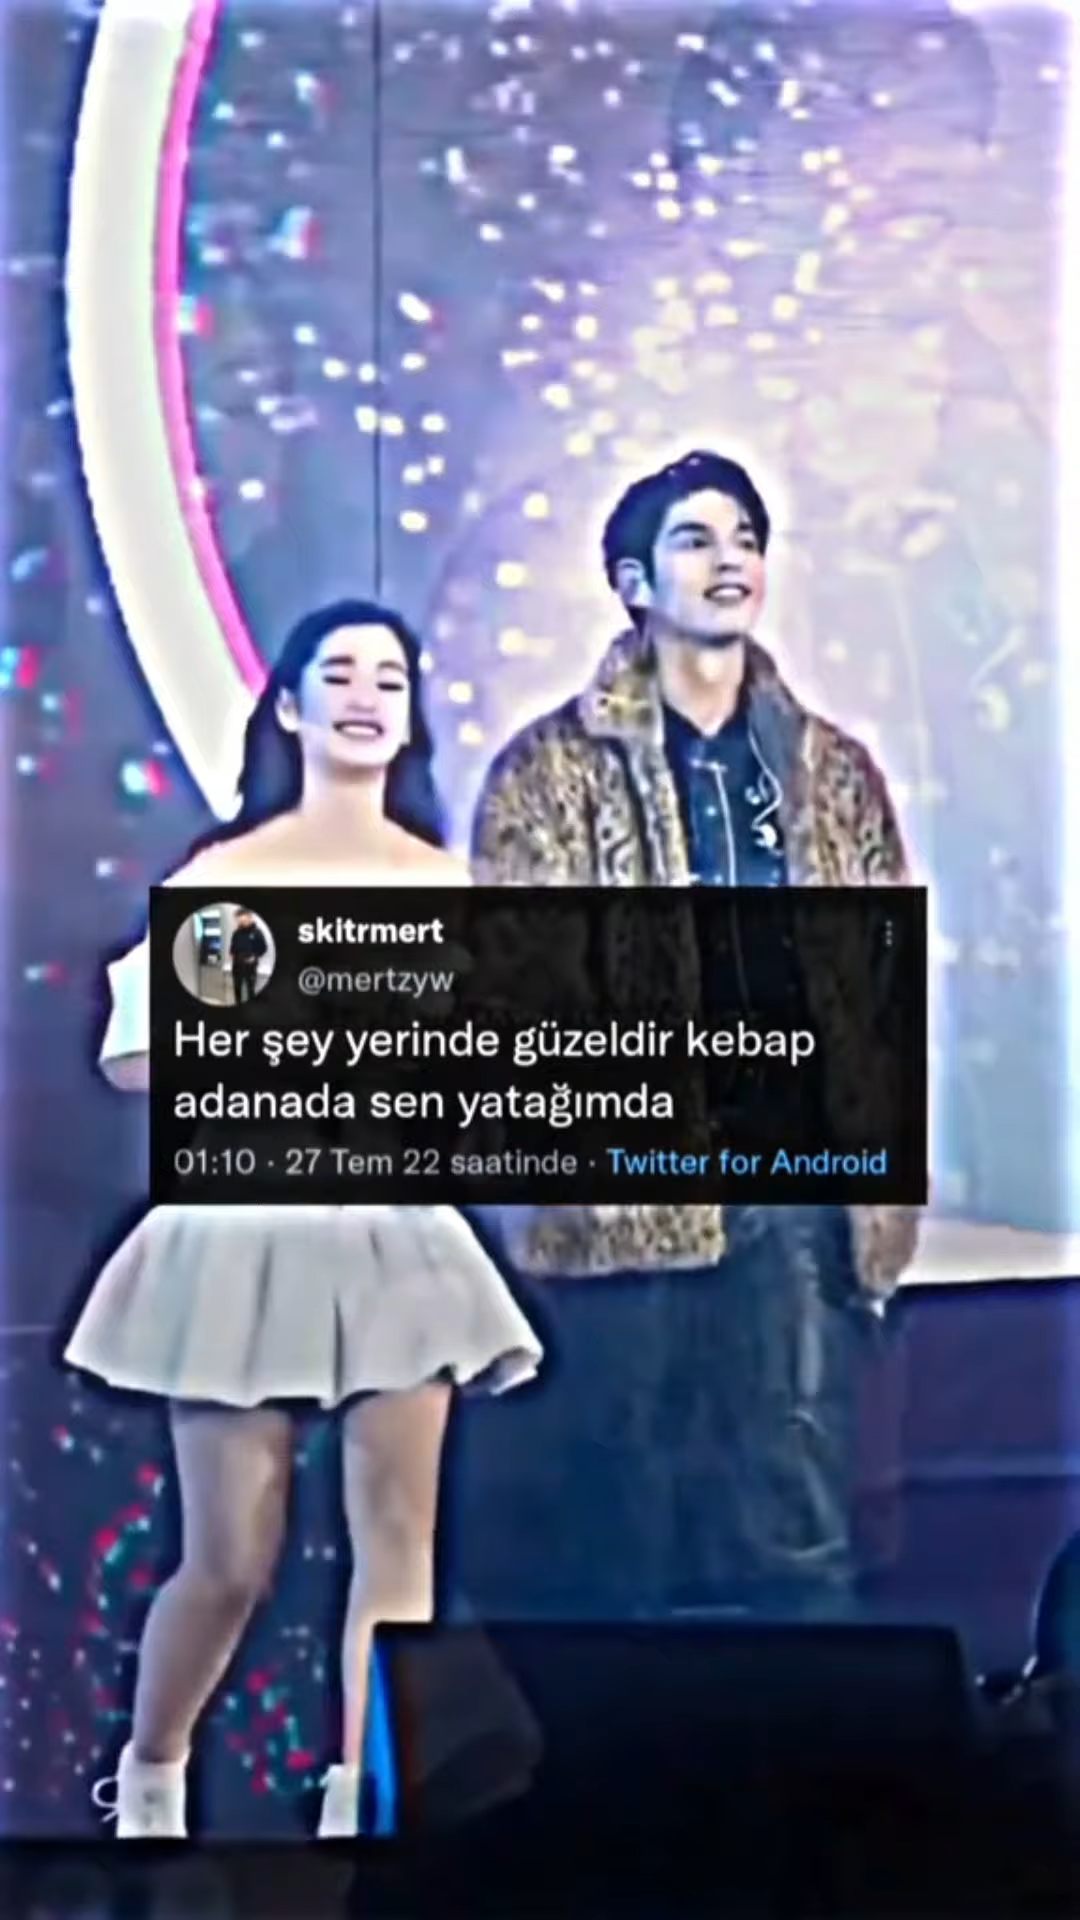 skitrmert
@mertzyw
Her şey yerinde güzeldir kebap
adanada sen yatağımda
01:10 · 27 Tem 22 saatinde · Twitter for Android